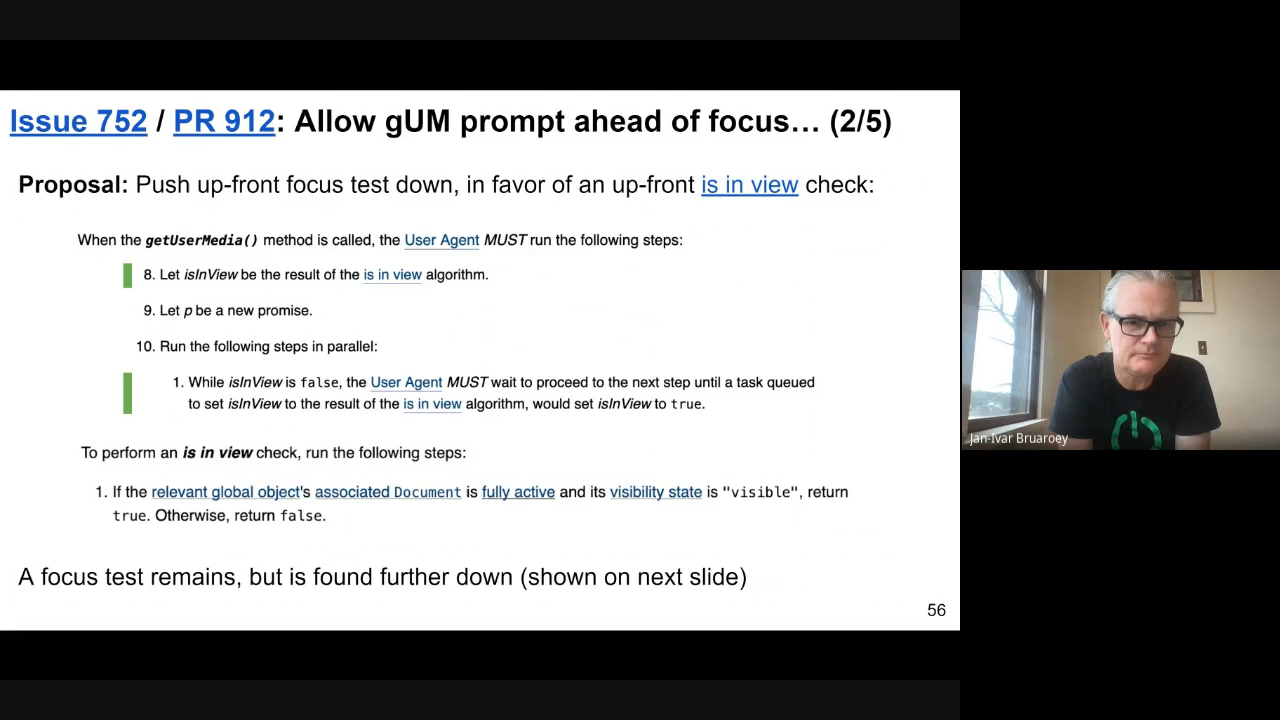 Issue 752 / PR 912: Allow gUM prompt ahead of focus… (2/5)
Proposal: Push up-front focus test down, in favor of an up-front is in view check:
When the getUserMedia() method is called, the User Agent MUST run the following steps:
8. Let isInView be the result of the is in view algorithm.
9. Let p be a new promise.
10. Run the following steps in parallel:
1. While isInView is false, the User Agent MUST wait to proceed to the next step until a task queued
to set isInView to the result of the is in view algorithm, would set isInView to true.
To perform an is in view check, run the following steps:
1. If the relevant global object's associated Document is fully active and its visibility state is "visible", return
true. Otherwise, return false.
A focus test remains, but is found further down (shown on next slide)
56
Jan-Ivar Bruaroey